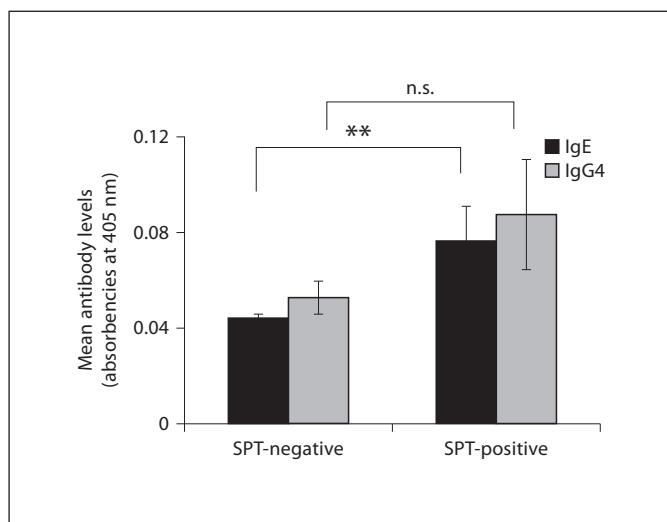 n.s.
**
IgE
IgG4
Mean antibody levels
(absorbencies at 405 nm)
0.12
0.08
0.04
0
SPT-negative
SPT-positive